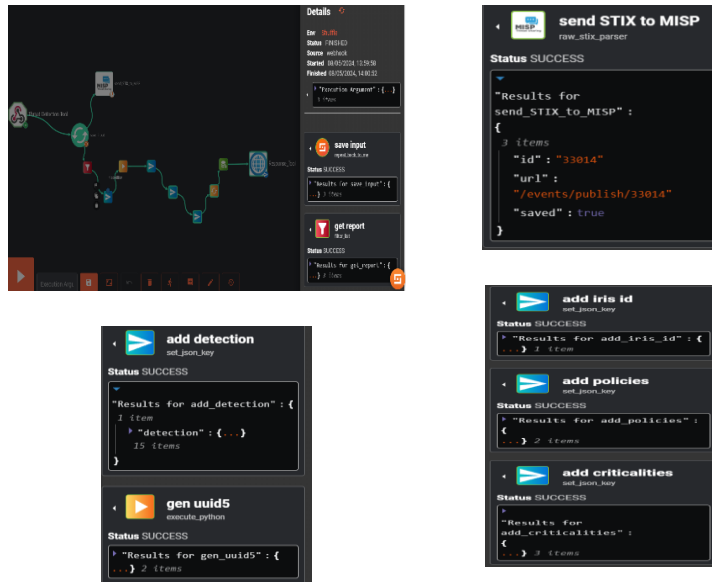 Details
Env
Status FINISHED
Source webhook
Started 08/05/2024, 13:59:58
Finished 08/05/2024, 14:00:32
"Execution Argument" : {...}
save input
Status SUCCESS
"Results for save_input" : {
...} 3 items
get report
Status SUCCESS
"Results for get_report" : {
...}
MISP
send STIX to MISP
raw_stix_parser
Status SUCCESS
"Results for
send_STIX_to_MISP" :
{
3 items
"id" : "33014"
"url" :
"/events/publish/33014"
"saved" : true
}
add detection
set_json_key
Status SUCCESS
"Results for add_detection" : {
1 item
"detection" : {...}
15 items
}
gen uuid5
execute_python
Status SUCCESS
"Results for gen_uuid5" : {
...} 2 items
add iris id
set_json_key
Status SUCCESS
"Results for add_iris_id" : {
...} 1 item
add policies
set_json_key
Status SUCCESS
"Results for add_policies" :
{
...} 2 items
add criticalities
set_json_key
Status SUCCESS
"Results for
add_criticalities" :
{
...} 3 items